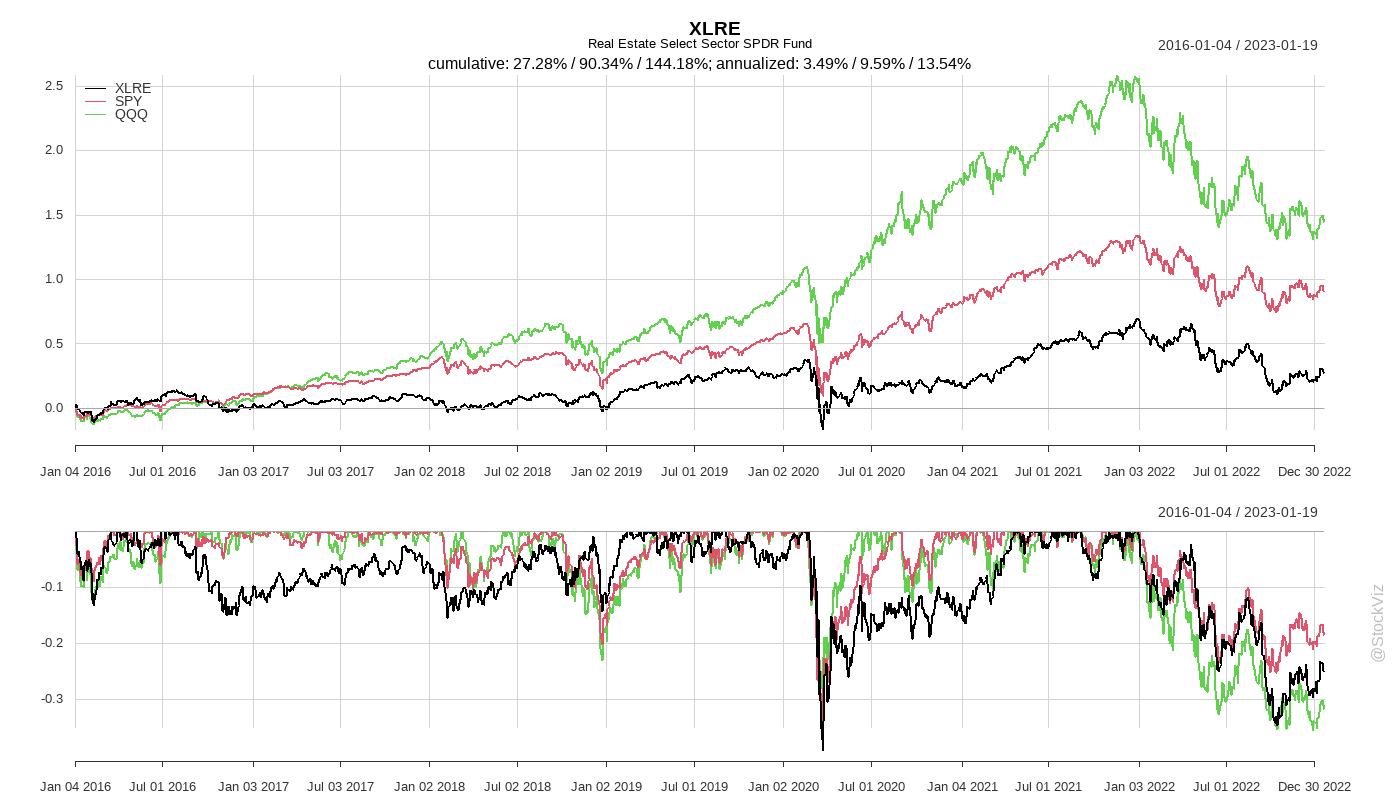 XLRE
Real Estate Select Sector SPDR Fund
2016-01-04 / 2023-01-19
cumulative: 27.28% / 90.34% / 144.18%; annualized: 3.49% / 9.59% / 13.54%
XLRE
SPY
QQQ
2.5
2.0
1.5
1.0
0.5
0.0
Jan 04 2016 Jul 01 2016 Jan 03 2017 Jul 03 2017 Jan 02 2018 Jul 02 2018 Jan 02 2019 Jul 01 2019 Jan 02 2020 Jul 01 2020 Jan 04 2021 Jul 01 2021 Jan 03 2022 Jul 01 2022 Dec 30 2022
2016-01-04 / 2023-01-19
-0.1
-0.2
-0.3
Jan 04 2016 Jul 01 2016 Jan 03 2017 Jul 03 2017 Jan 02 2018 Jul 02 2018 Jan 02 2019 Jul 01 2019 Jan 02 2020 Jul 01 2020 Jan 04 2021 Jul 01 2021 Jan 03 2022 Jul 01 2022 Dec 30 2022
@StockViz